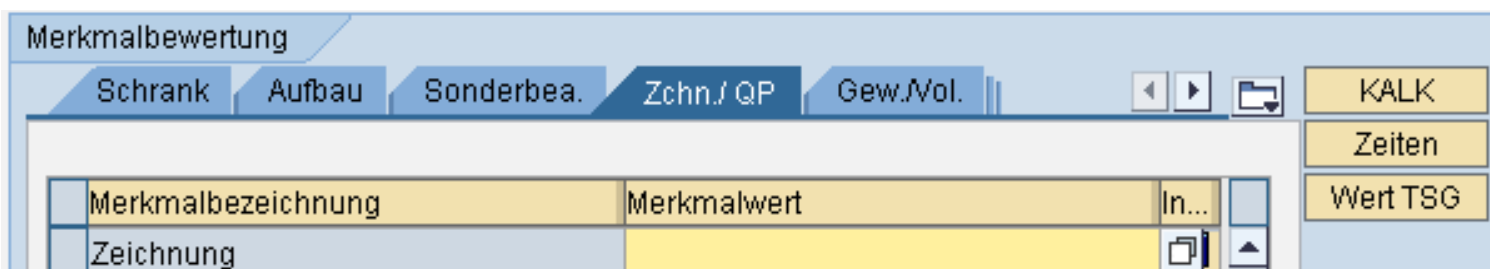 Merkmalbewertung
Schrank Aufbau Sonderbea. Zchn./ QP Gew./Vol. KALK
Zeiten
Merkmalbezeichnung Merkmalwert In... Wert TSG
Zeichnung